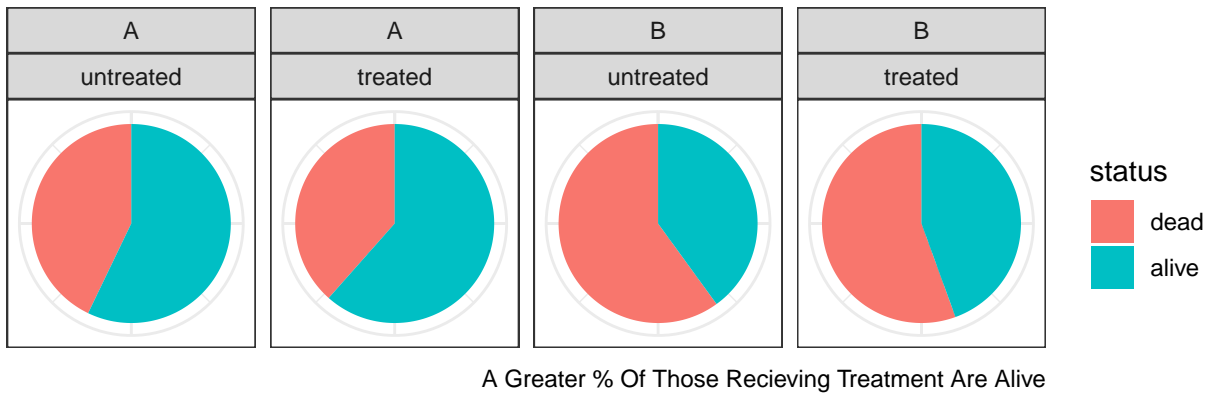 A
A
B
B
untreated
treated
untreated
treated
status
dead
alive
A Greater % Of Those Recieving Treatment Are Alive